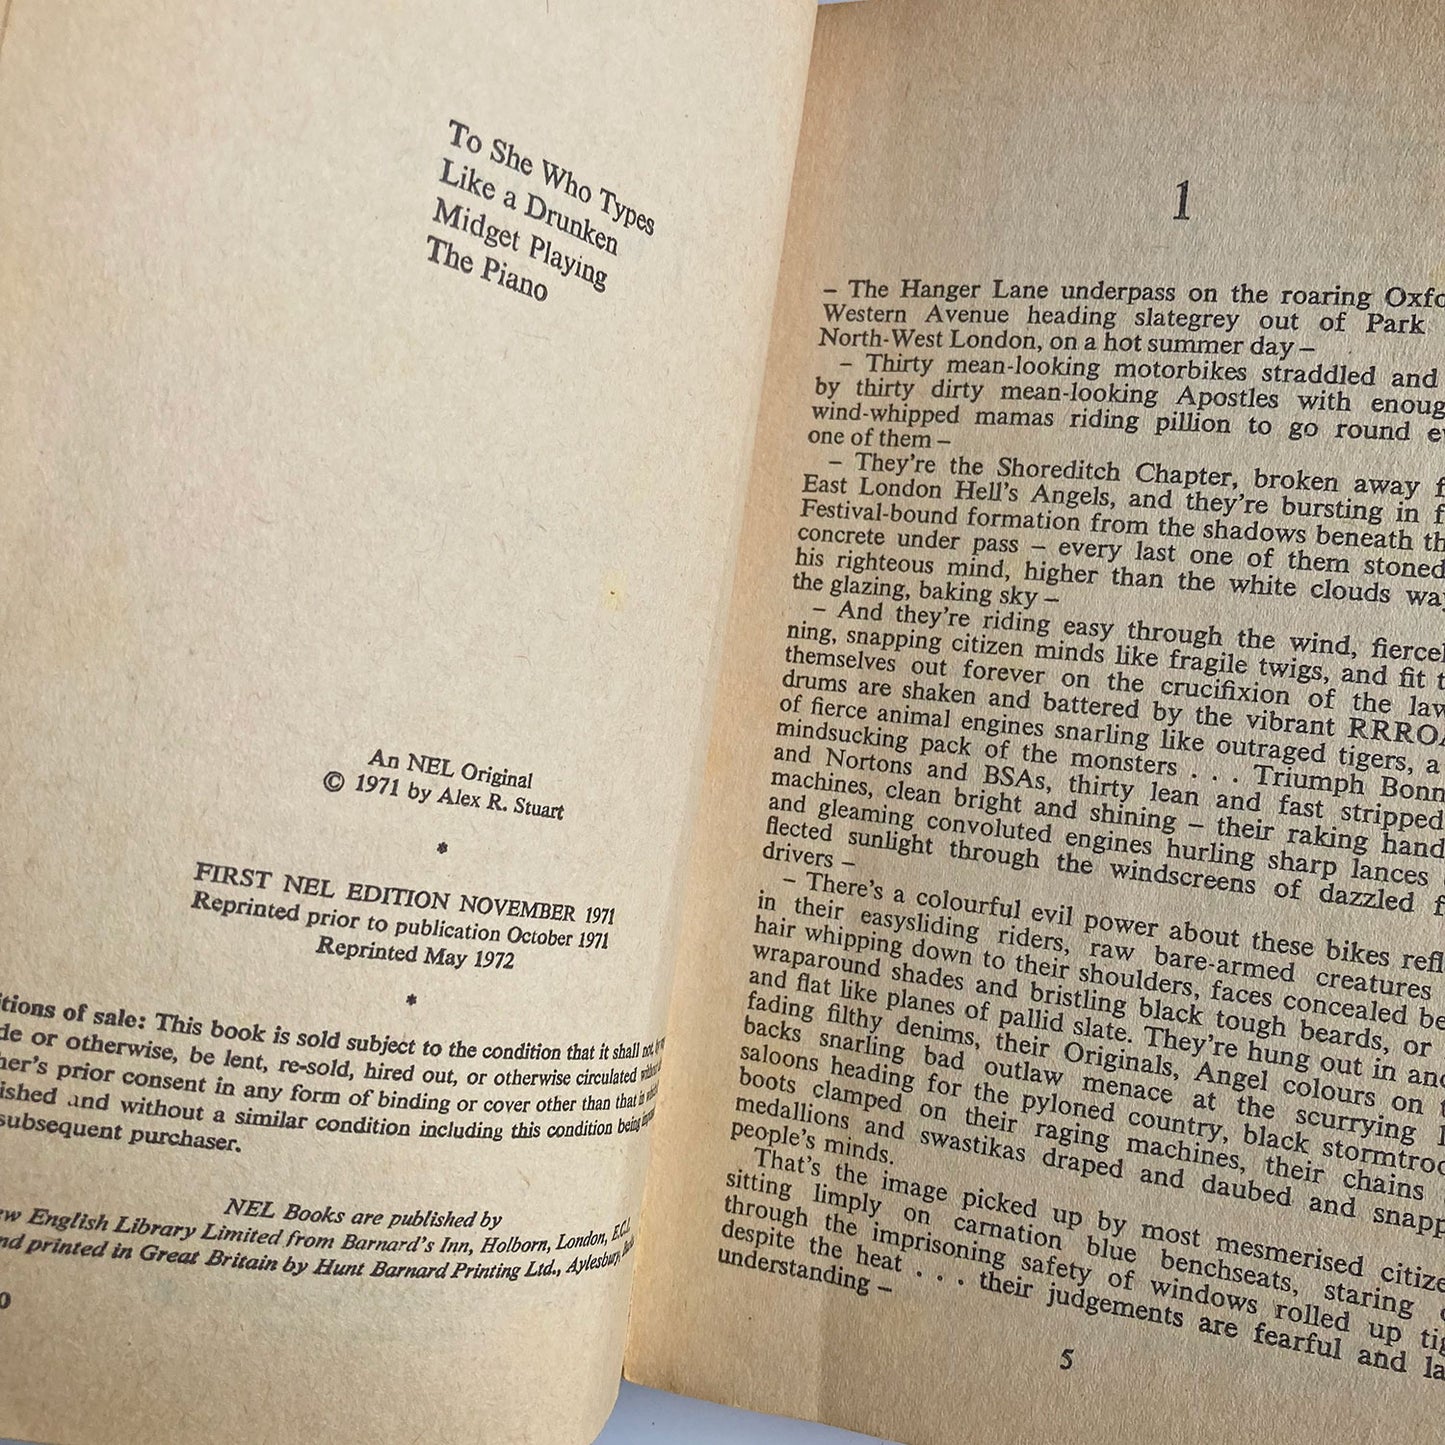 To She Who Types
Like a Drunken
Midget Playing
The Piano
An NEL Original
© 1971 by Alex R. Stuart
*
FIRST NEL EDITION NOVEMBER 1971
Reprinted prior to publication October 1971
Reprinted May 1972
*
itions of sale: This book is sold subject to the condition that it shall not, by
de or otherwise, be lent, re-sold, hired out, or otherwise circulated without
her's prior consent in any form of binding or cover other than that in which
ished and without a similar condition including this condition being
subsequent purchaser.
NEL Books are published by
ew English Library Limited from Barnard's Inn, Holborn, London, E.C.1.
nd printed in Great Britain by Hunt Barnard Printing Ltd., Aylesbury,
0
1
– The Hanger Lane underpass on the roaring Oxfo
Western Avenue heading slategrey out of Park
North-West London, on a hot summer day –
– Thirty mean-looking motorbikes straddled and
by thirty dirty mean-looking Apostles with enoug
wind-whipped mamas riding pillion to go round e
one of them –
– They're the Shoreditch Chapter, broken away f
East London Hell's Angels, and they're bursting in f
Festival-bound formation from the shadows beneath th
concrete under pass – every last one of them stoned
his righteous mind, higher than the white clouds wa
the glazing, baking sky –
– And they're riding easy through the wind, fiercel
ning, snapping citizen minds like fragile twigs, and fit t
themselves out forever on the crucifixion of the law
drums are shaken and battered by the vibrant RRROA
of fierce animal engines snarling like outraged tigers, a
mindsucking pack of the monsters . . . Triumph Bonn
and Nortons and BSAs, thirty lean and fast stripped
machines, clean bright and shining – their raking hand
and gleaming convoluted engines hurling sharp lances
flected sunlight through the windscreens of dazzled f
drivers –
– There's a colourful evil power about these bikes refl
in their easysliding riders, raw bare-armed creatures
hair whipping down to their shoulders, faces concealed be
wraparound shades and bristling black tough beards, or
and flat like planes of pallid slate. They're hung out in anc
fading filthy denims, their Originals, Angel colours on t
backs snarling bad outlaw menace at the scurrying l
saloons heading for the pyloned country, black stormtroo
boots clamped on their raging machines, their chains
medallions and swastikas draped and daubed and snapp
people's minds.
That's the image picked up by most mesmerised citize
sitting limply on carnation blue benchseats, staring
through the imprisoning safety of windows rolled up tig
despite the heat . . . their judgements are fearful and la
understanding –
5